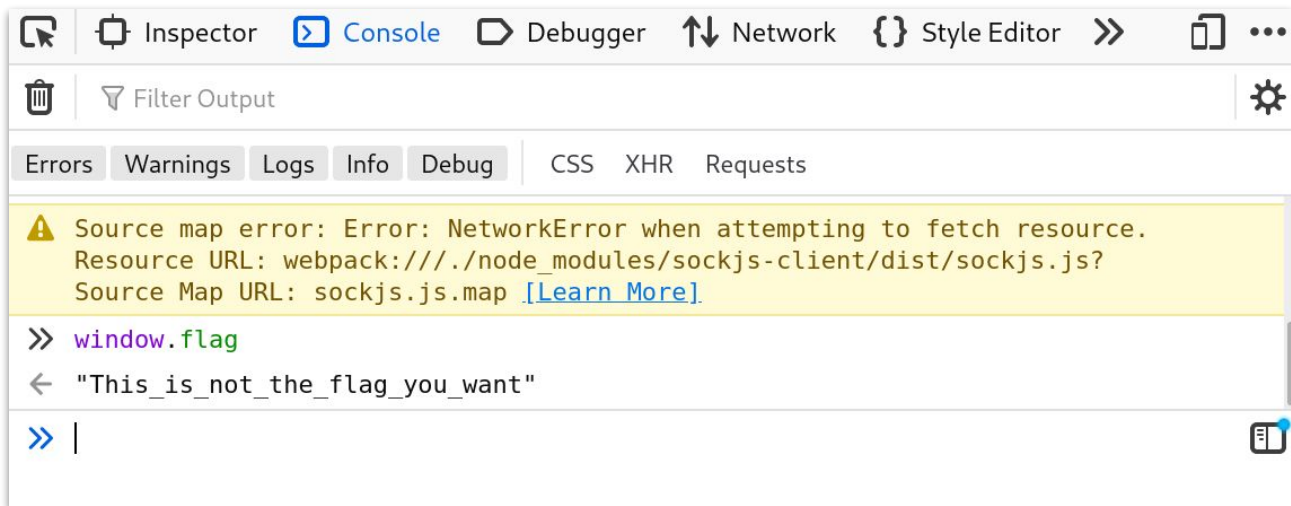 Inspector Console Debugger Network Style Editor
Filter Output
Errors Warnings Logs Info Debug CSS XHR Requests
Source map error: Error: NetworkError when attempting to fetch resource.
Resource URL: webpack:///./node_modules/sockjs-client/dist/sockjs.js?
Source Map URL: sockjs.js.map [Learn More]
window.flag
"This_is_not_the_flag_you_want"